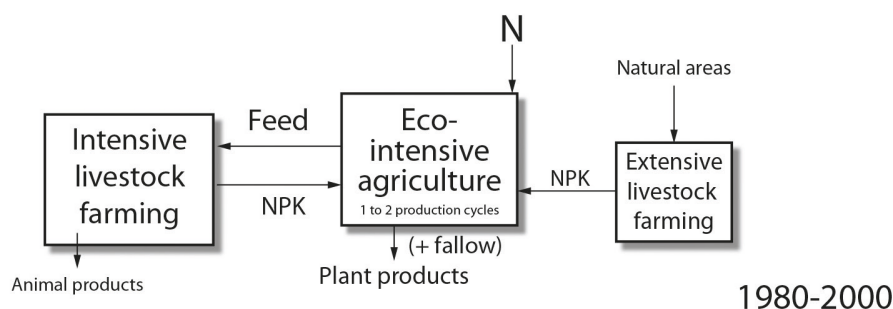 N
Natural areas
Intensive
livestock
farming
Feed
NPK
Eco-
intensive
agriculture
1 to 2 production cycles
NPK
Extensive
livestock
farming
Animal products
(+ fallow)
Plant products
1980-2000